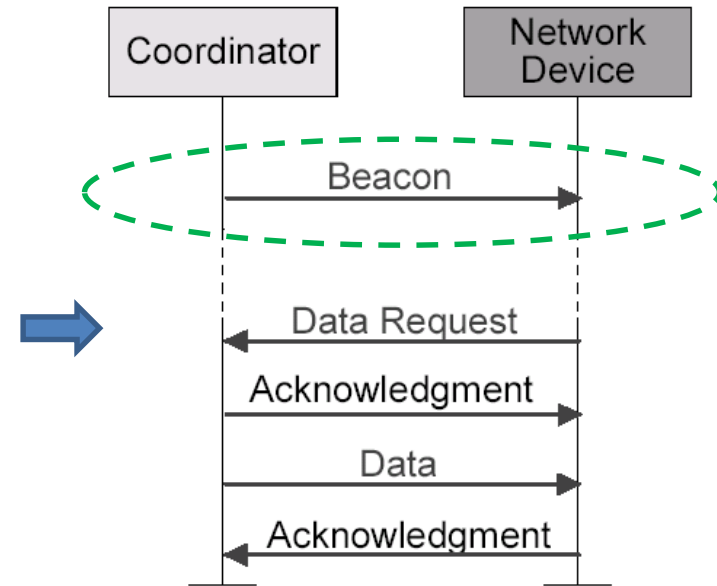 Coordinator
Network
Device
Beacon
Data Request
Acknowledgment
Data
Acknowledgment